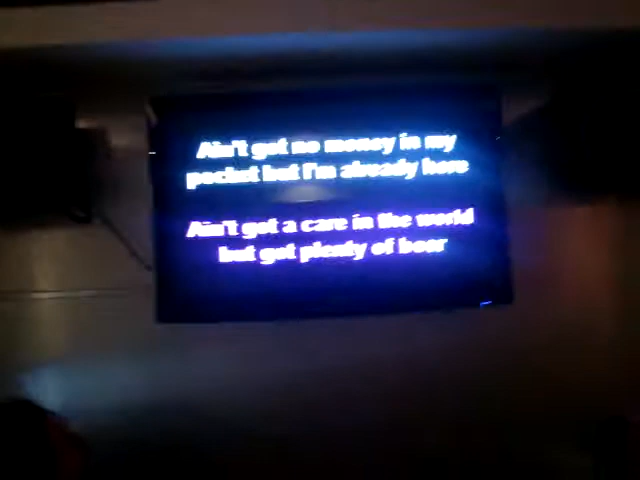 Ain't got no money in my
pocket but I'm already here
Ain't got a care in the world
but got plenty of beer